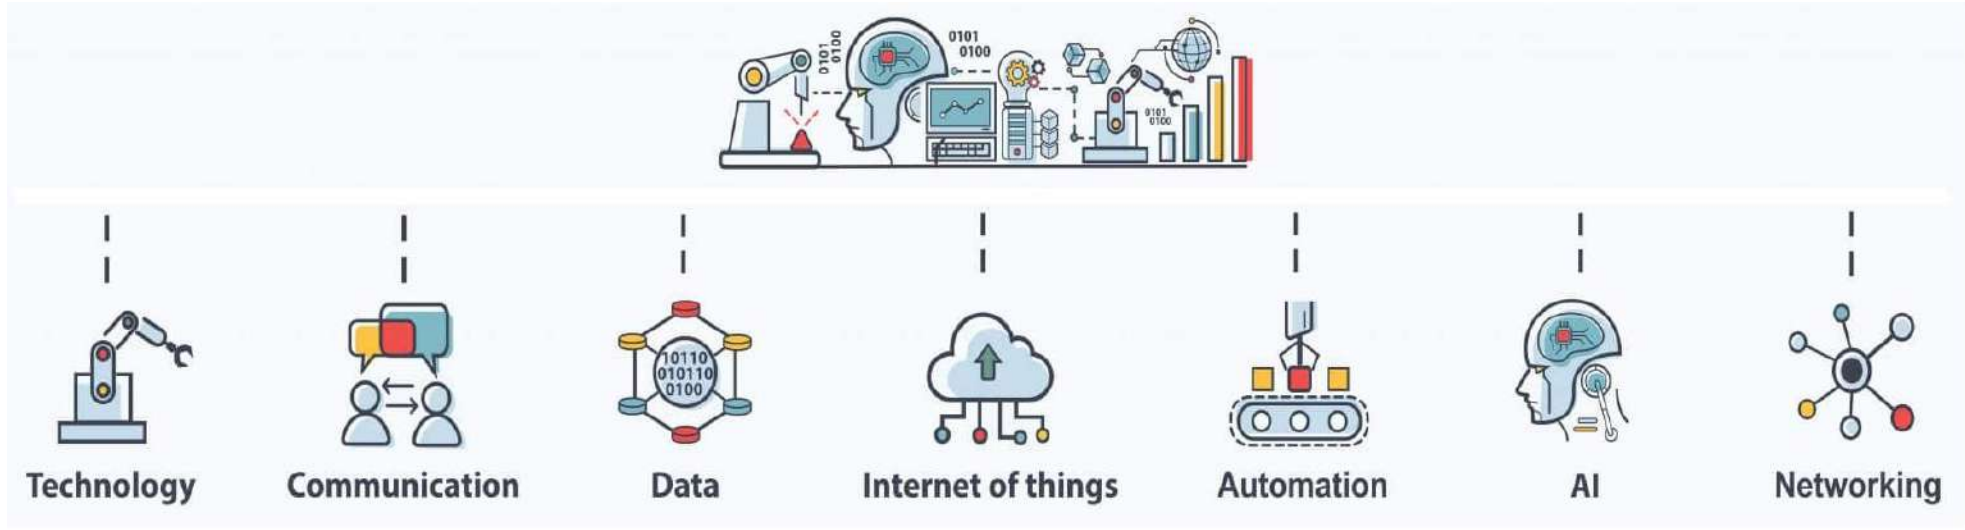 0101
0100
0101
0100
0101
0100
10110
010110
0100
Technology
Communication
Data
Internet of things
Automation
AI
Networking